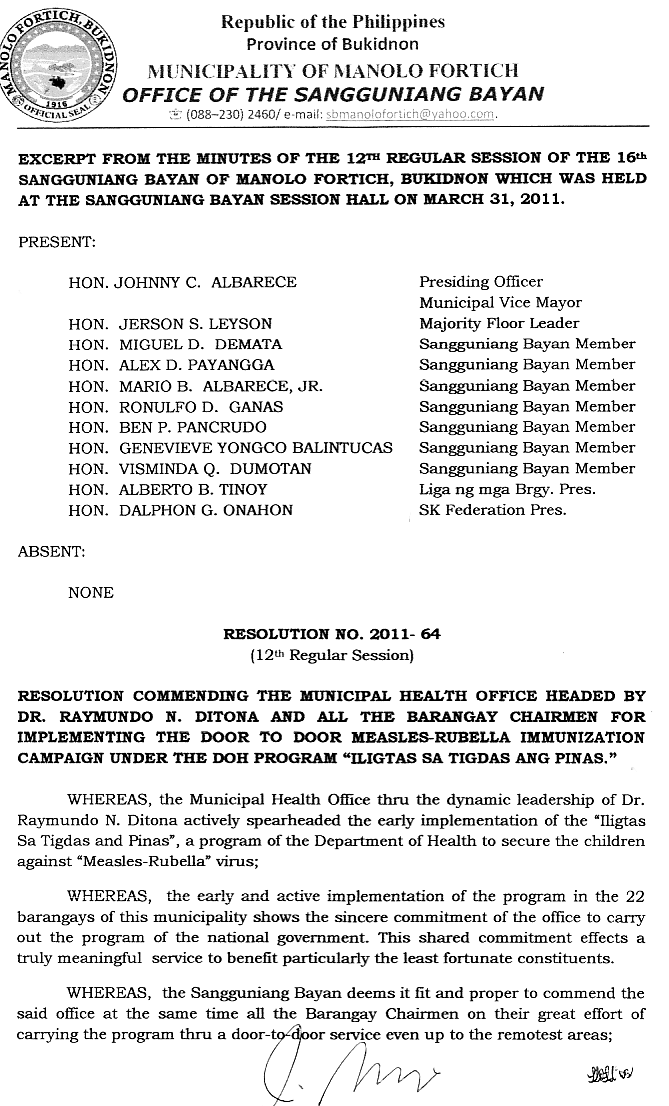 MANOLO FORTICH, BUKIDNON
1916
OFFICIAL SEAL
Republic of the Philippines
Province of Bukidnon
MUNICIPALITY OF MANOLO FORTICH
OFFICE OF THE SANGGUNIANG BAYAN
☏ (088–230) 2460/ e-mail: sbmanolofortich@yahoo.com.
EXCERPT FROM THE MINUTES OF THE 12TH REGULAR SESSION OF THE 16th
SANGGUNIANG BAYAN OF MANOLO FORTICH, BUKIDNON WHICH WAS HELD
AT THE SANGGUNIANG BAYAN SESSION HALL ON MARCH 31, 2011.
PRESENT:
HON. JOHNNY C. ALBARECE Presiding Officer
Municipal Vice Mayor
HON. JERSON S. LEYSON Majority Floor Leader
HON. MIGUEL D. DEMATA Sangguniang Bayan Member
HON. ALEX D. PAYANGGA Sangguniang Bayan Member
HON. MARIO B. ALBARECE, JR. Sangguniang Bayan Member
HON. RONULFO D. GANAS Sangguniang Bayan Member
HON. BEN P. PANCRUDO Sangguniang Bayan Member
HON. GENEVIEVE YONGCO BALINTUCAS Sangguniang Bayan Member
HON. VISMINDA Q. DUMOTAN Sangguniang Bayan Member
HON. ALBERTO B. TINOY Liga ng mga Brgy. Pres.
HON. DALPHON G. ONAHON SK Federation Pres.
ABSENT:
NONE
RESOLUTION NO. 2011- 64
(12th Regular Session)
RESOLUTION COMMENDING THE MUNICIPAL HEALTH OFFICE HEADED BY
DR. RAYMUNDO N. DITONA AND ALL THE BARANGAY CHAIRMEN FOR
IMPLEMENTING THE DOOR TO DOOR MEASLES-RUBELLA IMMUNIZATION
CAMPAIGN UNDER THE DOH PROGRAM “ILIGTAS SA TIGDAS ANG PINAS.”
WHEREAS, the Municipal Health Office thru the dynamic leadership of Dr.
Raymundo N. Ditona actively spearheaded the early implementation of the “Iligtas
Sa Tigdas and Pinas”, a program of the Department of Health to secure the children
against “Measles-Rubella” virus;
WHEREAS, the early and active implementation of the program in the 22
barangays of this municipality shows the sincere commitment of the office to carry
out the program of the national government. This shared commitment effects a
truly meaningful service to benefit particularly the least fortunate constituents.
WHEREAS, the Sangguniang Bayan deems it fit and proper to commend the
said office at the same time all the Barangay Chairmen on their great effort of
carrying the program thru a door-to-door service even up to the remotest areas;